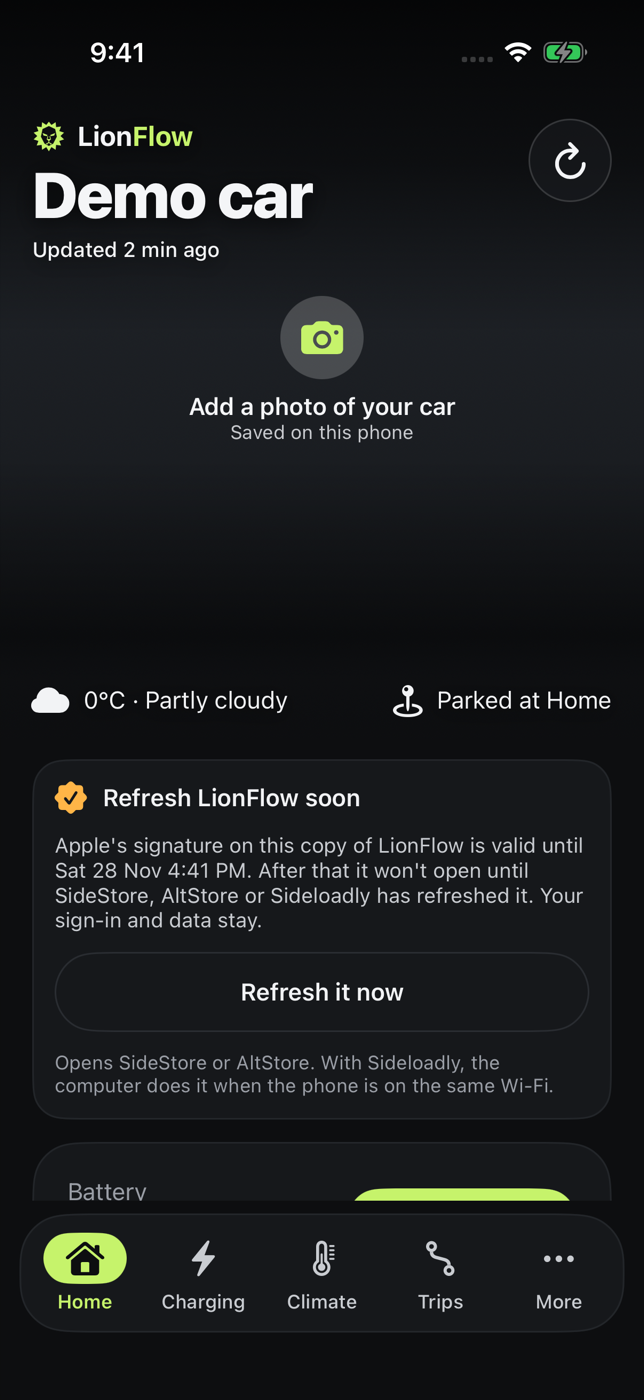 9:41
LionFlow
Demo car
Updated 2 min ago
Add a photo of your car
Saved on this phone
0°C · Partly cloudy
Parked at Home
Refresh LionFlow soon
Apple's signature on this copy of LionFlow is valid until
Sat 28 Nov 4:41 PM. After that it won't open until
SideStore, AltStore or Sideloadly has refreshed it. Your
sign-in and data stay.
Refresh it now
Opens SideStore or AltStore. With Sideloadly, the
computer does it when the phone is on the same Wi-Fi.
Battery
Home
Charging
Climate
Trips
More